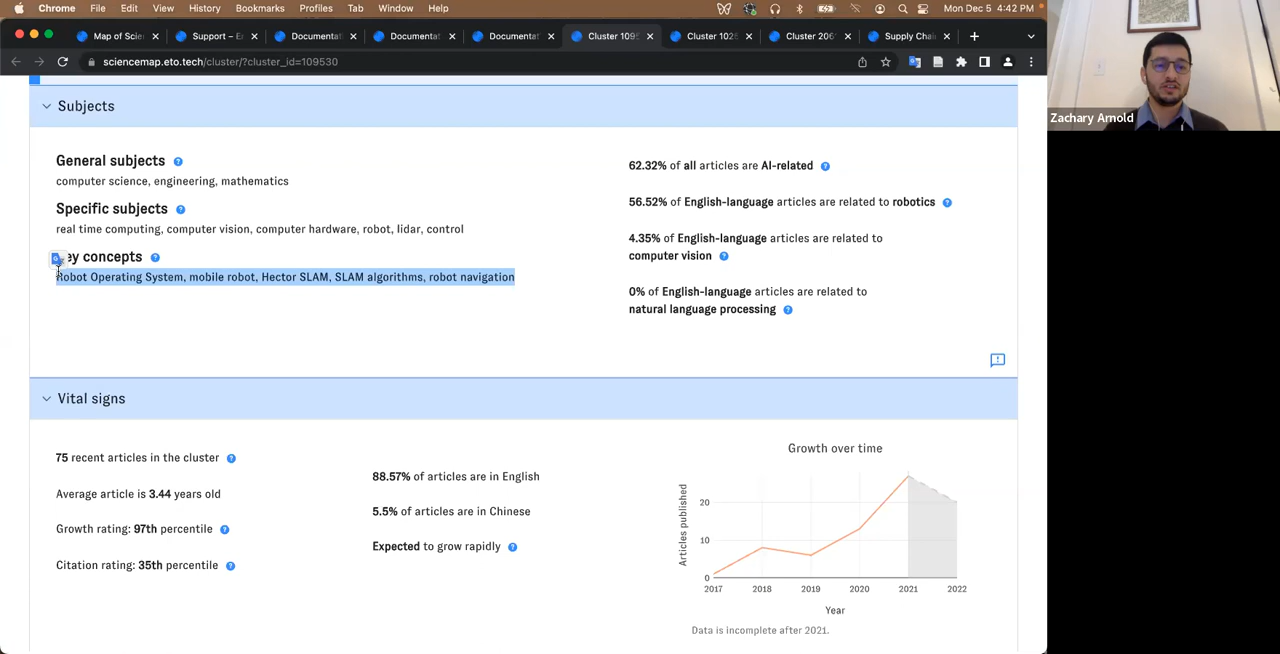 Chrome File Edit View History Bookmarks Profiles Tab Window Help Mon Dec 5 4:42 PM
Map of Scie Support – E Documentat Documentat Documentat Cluster 1095 Cluster 102 Cluster 206 Supply Chai
sciencemap.eto.tech/cluster/?cluster_id=109530
Zachary Arnold
Subjects
General subjects
computer science, engineering, mathematics
Specific subjects
real time computing, computer vision, computer hardware, robot, lidar, control
ey concepts
Robot Operating System, mobile robot, Hector SLAM, SLAM algorithms, robot navigation
62.32% of all articles are AI-related
56.52% of English-language articles are related to robotics
4.35% of English-language articles are related to
computer vision
0% of English-language articles are related to
natural language processing
Vital signs
75 recent articles in the cluster
Average article is 3.44 years old
Growth rating: 97th percentile
Citation rating: 35th percentile
88.57% of articles are in English
5.5% of articles are in Chinese
Expected to grow rapidly
Growth over time
Articles published
20
10
0
2017 2018 2019 2020 2021 2022
Year
Data is incomplete after 2021.